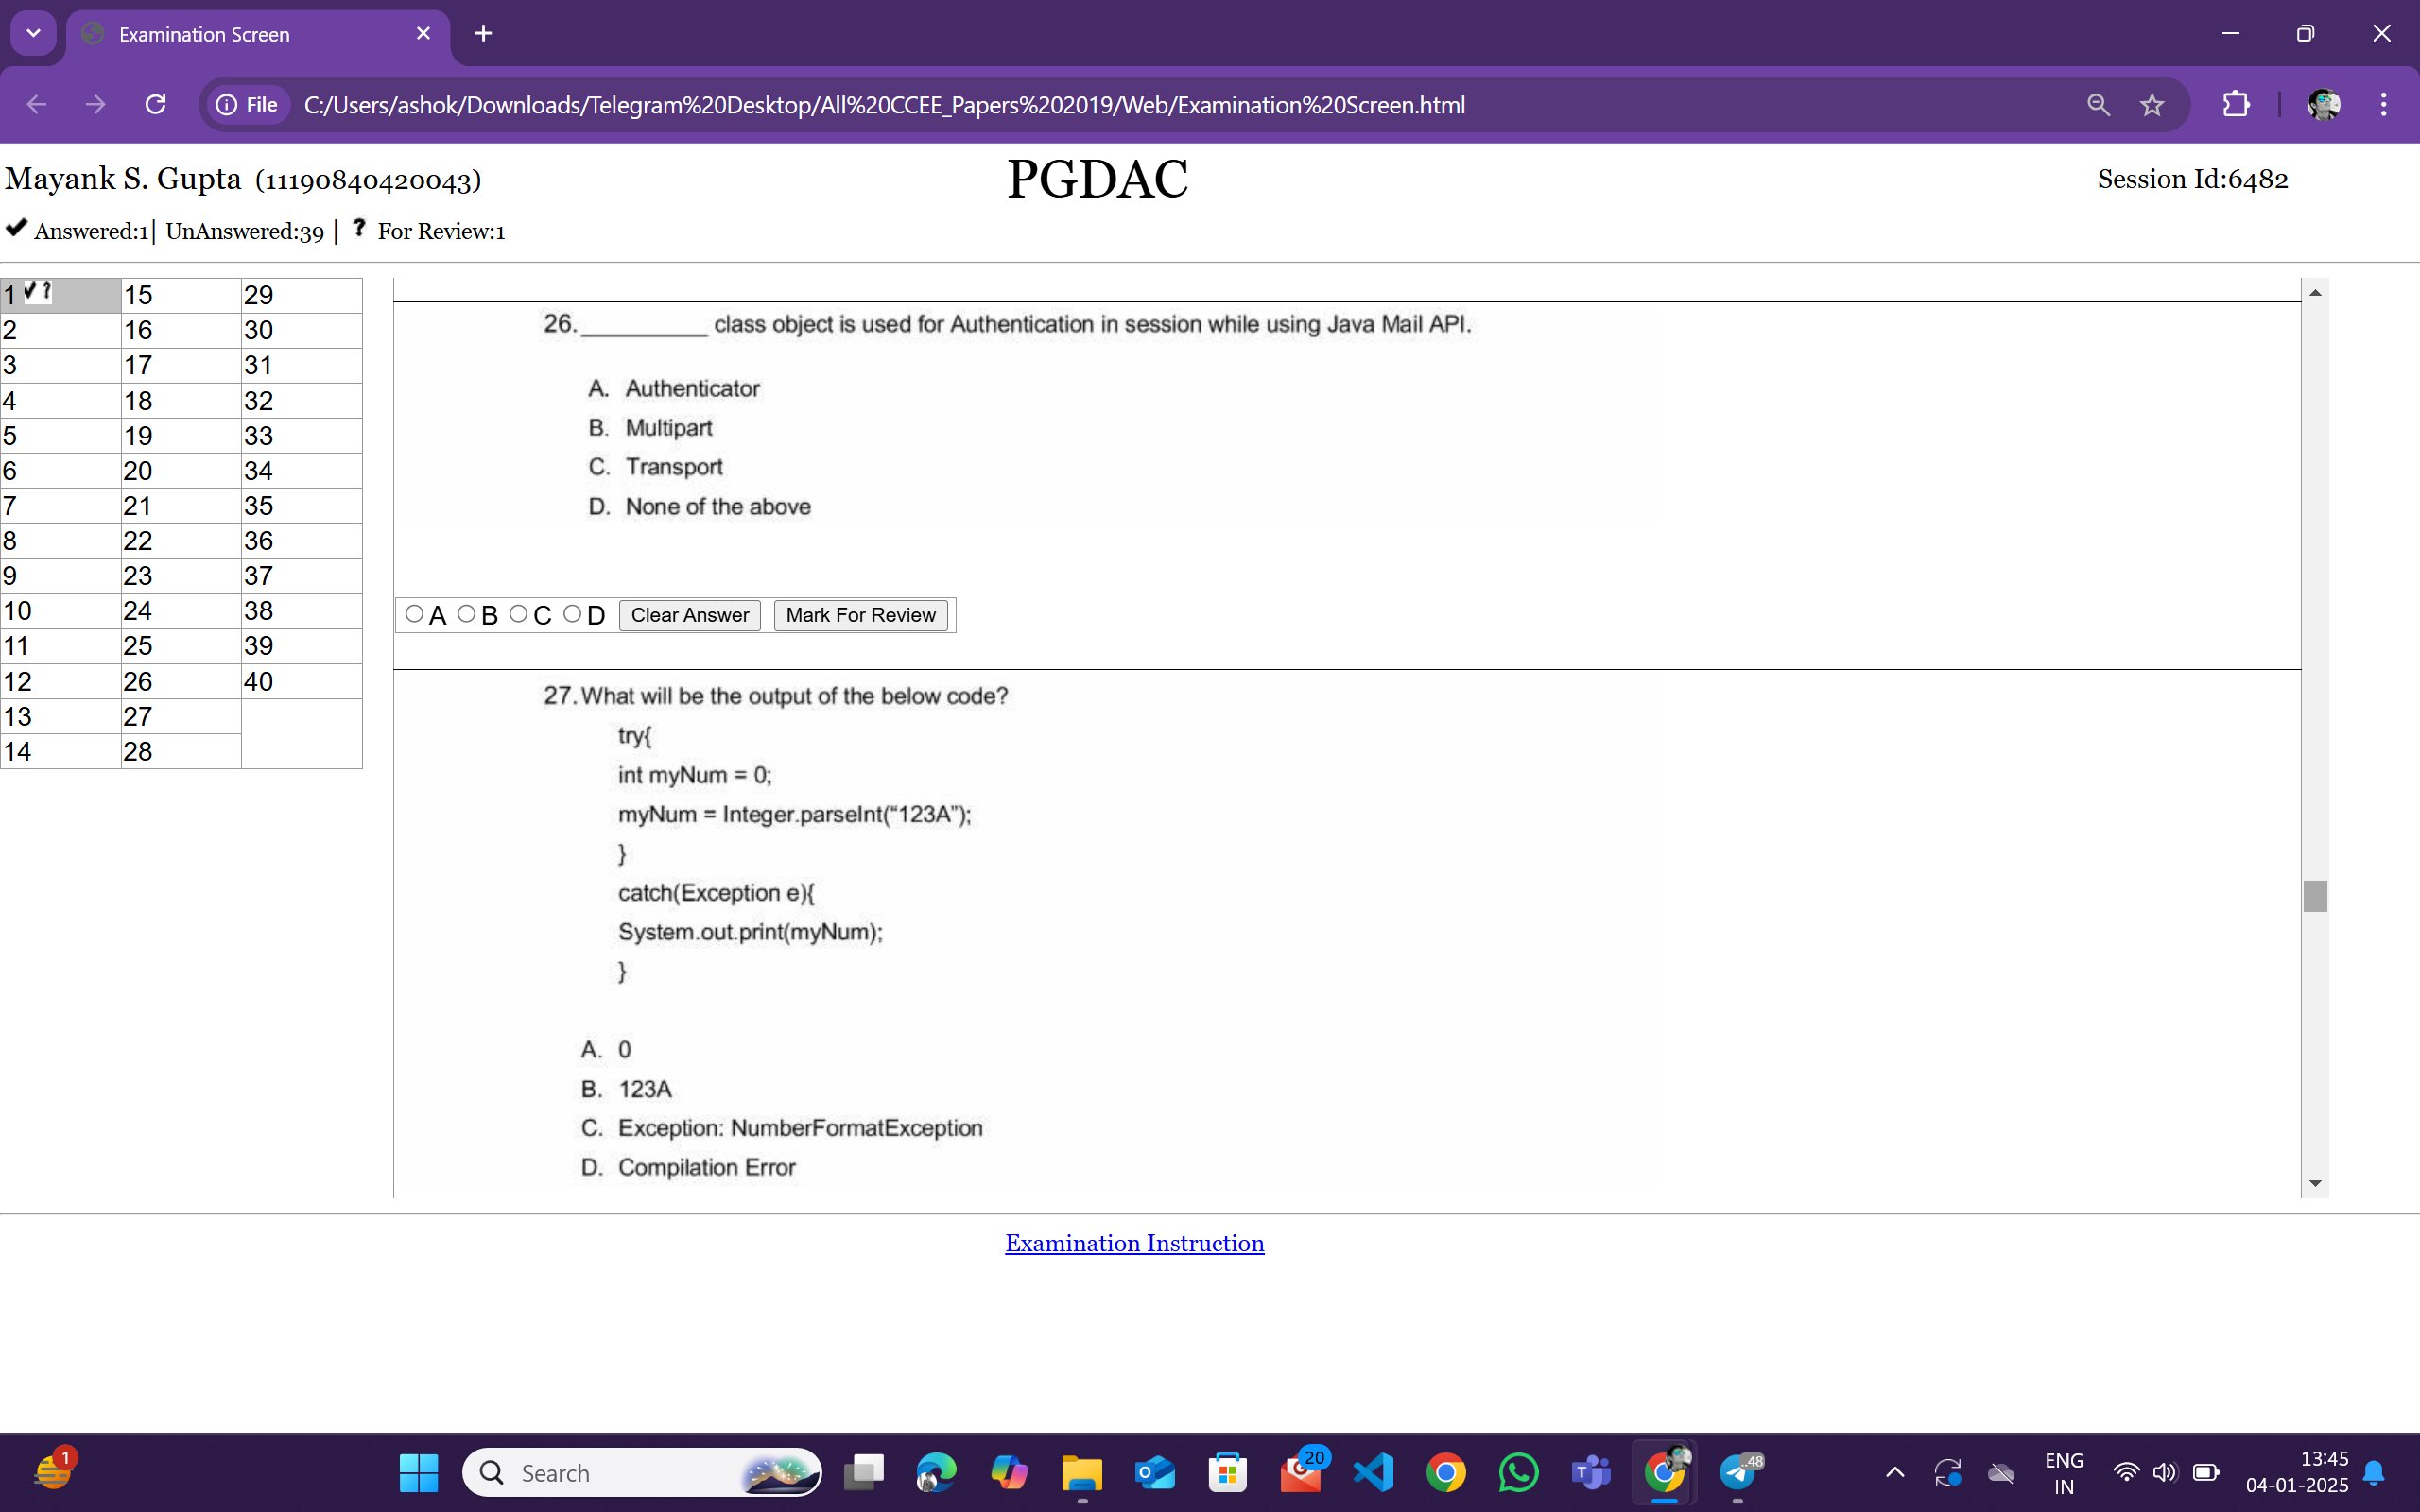 Examination Screen
File
C:/Users/ashok/Downloads/Telegram%20Desktop/All%20CCEE_Papers%202019/Web/Examination%20Screen.html
Mayank S. Gupta (11190840420043)
PGDAC
Session Id:6482
Answered:1| UnAnswered:39 | ? For Review:1
1 ? 15 29
2 16 30
3 17 31
4 18 32
5 19 33
6 20 34
7 21 35
8 22 36
9 23 37
10 24 38
11 25 39
12 26 40
13 27
14 28
26.__________ class object is used for Authentication in session while using Java Mail API.
A. Authenticator
B. Multipart
C. Transport
D. None of the above
A B C D Clear Answer Mark For Review
27. What will be the output of the below code?
try{
int myNum = 0;
myNum = Integer.parseInt(“123A”);
}
catch(Exception e){
System.out.print(myNum);
}
A. 0
B. 123A
C. Exception: NumberFormatException
D. Compilation Error
Examination Instruction
1
Search
20
..48
ENG
IN
13:45
04-01-2025